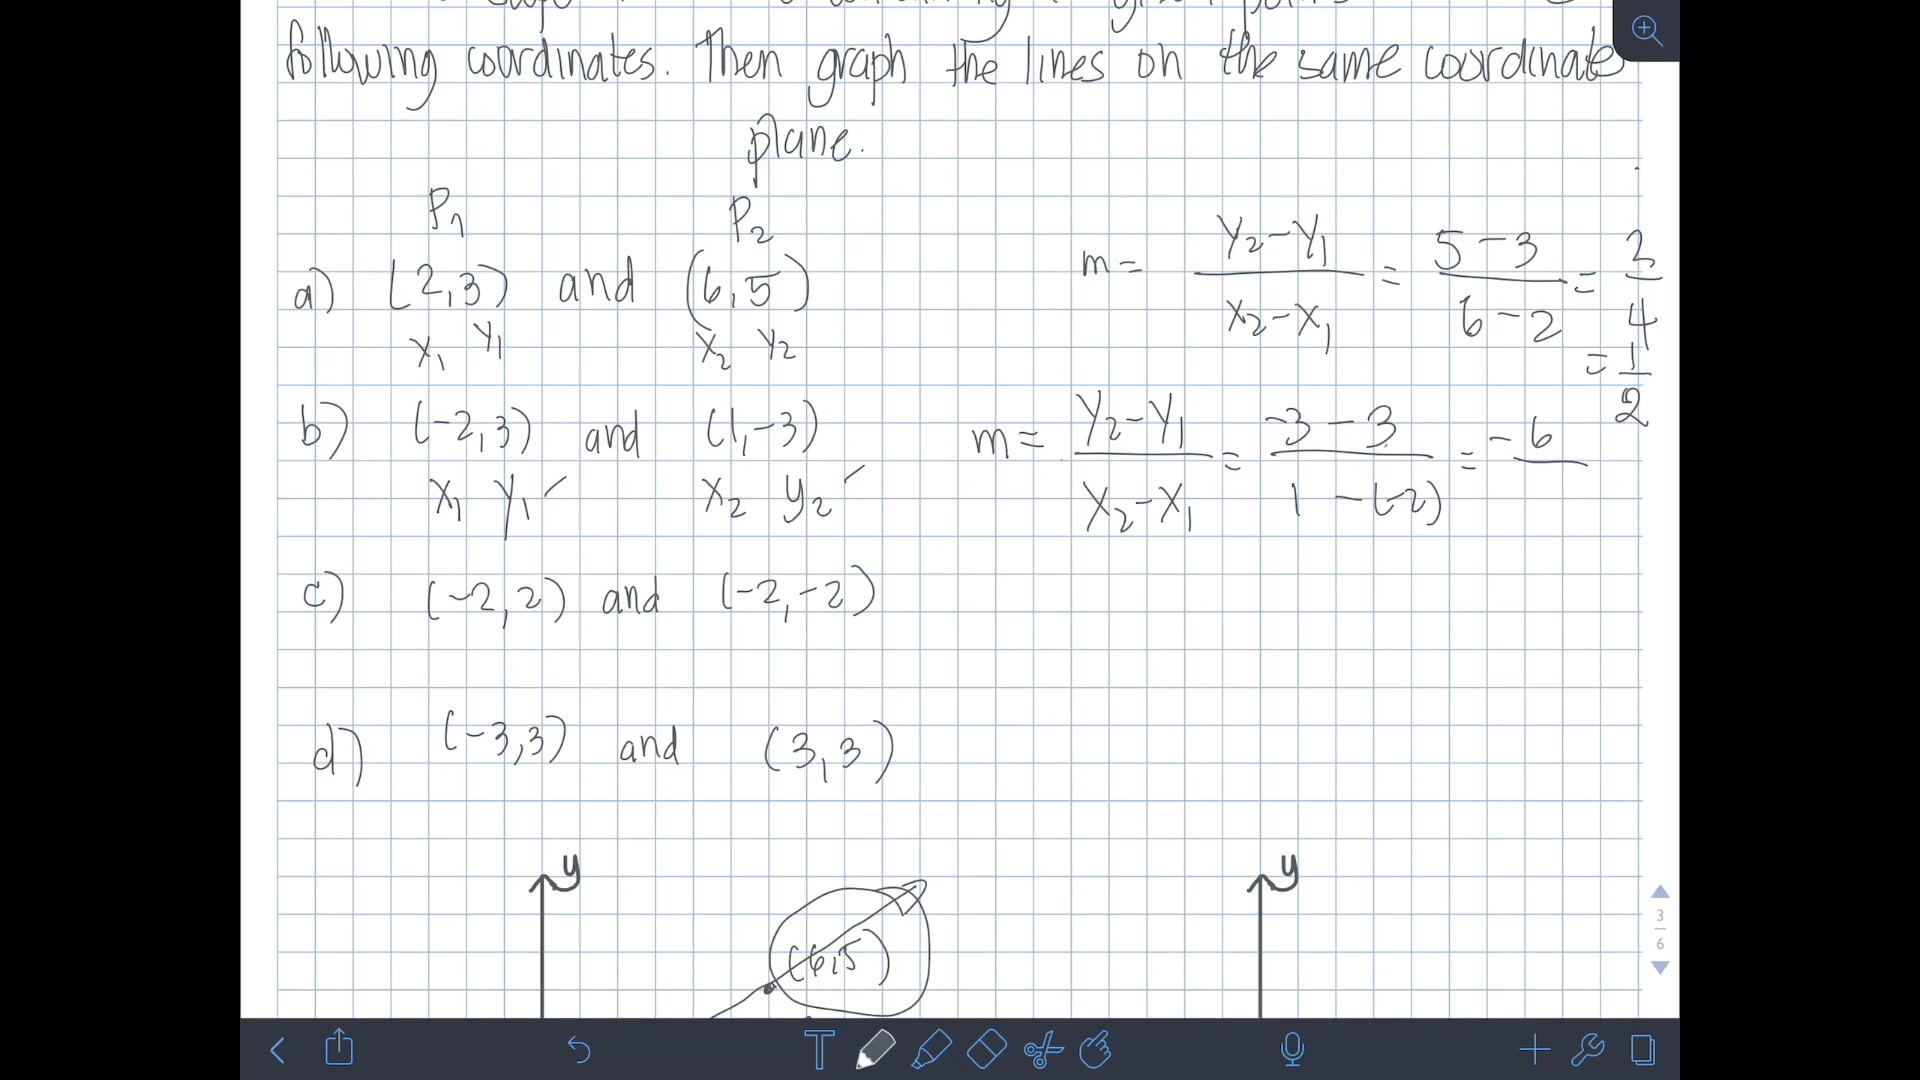 following coordinates. Then graph the lines on the same coordinate
plane.
P1 P2
a) (2,3) and (6,5) m = Y2-Y1 / X2-X1 = 5-3 / 6-2 = 2/4
X1 Y1 X2 Y2 = 1/2
b) (-2,3) and (1,-3) m = Y2-Y1 / X2-X1 = -3-3 / 1-(-2) = -6/
X1 y1 X2 y2
c) (-2,2) and (-2,-2)
d) (-3,3) and (3,3)
y y
(6,5)
3
6
T